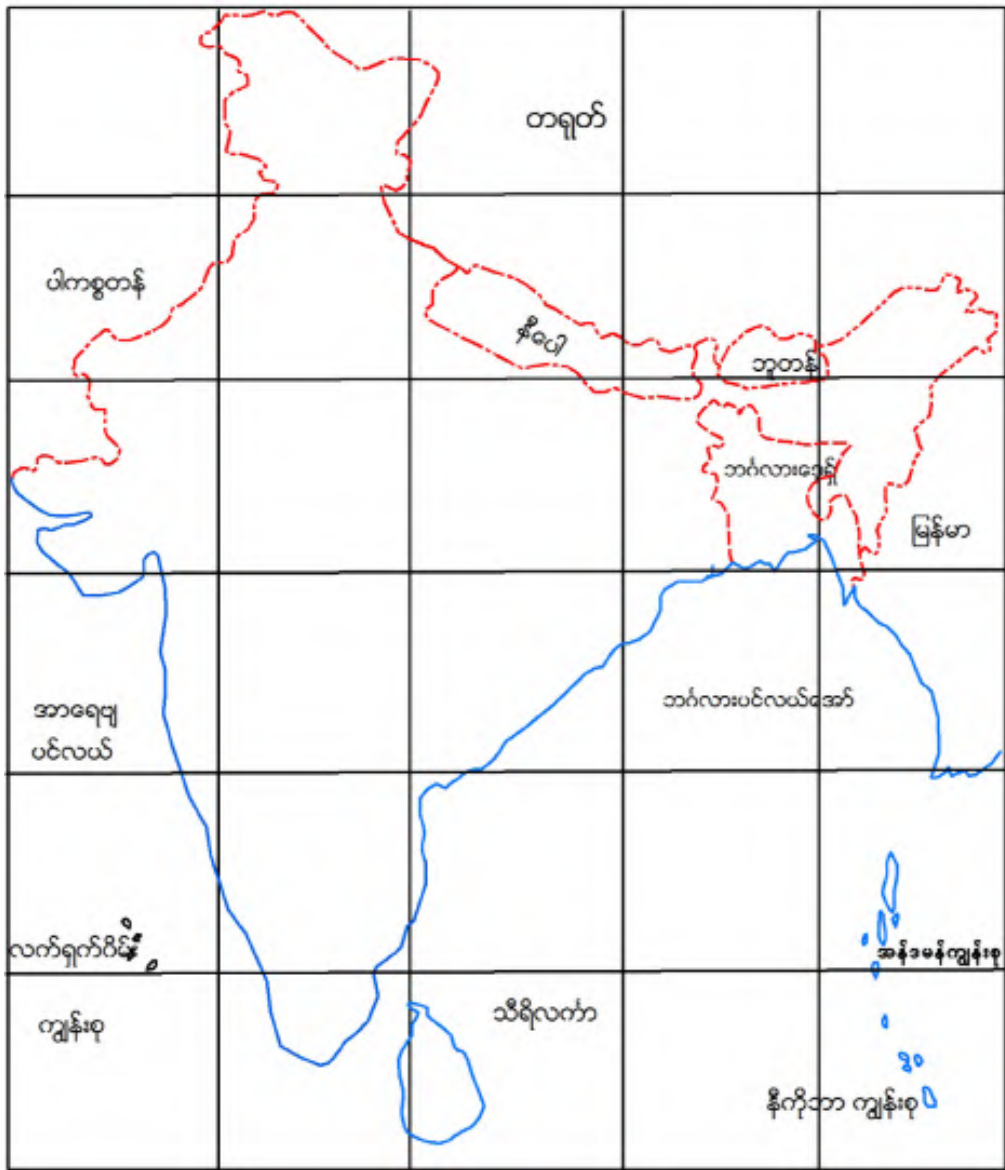 တရုတ်
ပါကစ္စတန်
နီပေါ
ဘူတန်
ဘင်္ဂလားဒေ့ရှ်
မြန်မာ
အာရေဗျ
ပင်လယ်
ဘင်္ဂလားပင်လယ်အော်
လက်ရှက်ဒိမ်
ကျွန်းစု
အန်ဒမန်ကျွန်းစု
သီရိလင်္ကာ
နီကိုဘာ ကျွန်းစု